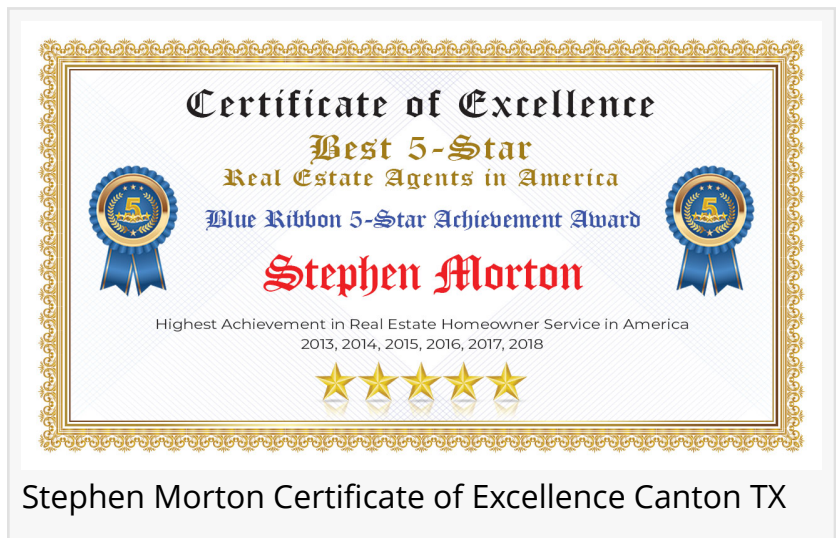 Certificate of Excellence
Best 5-Star
Real Estate Agents in America
Blue Ribbon 5-Star Achievement Award
5
5
Stephen Morton
Highest Achievement in Real Estate Homeowner Service in America
2013, 2014, 2015, 2016, 2017, 2018
Stephen Morton Certificate of Excellence Canton TX